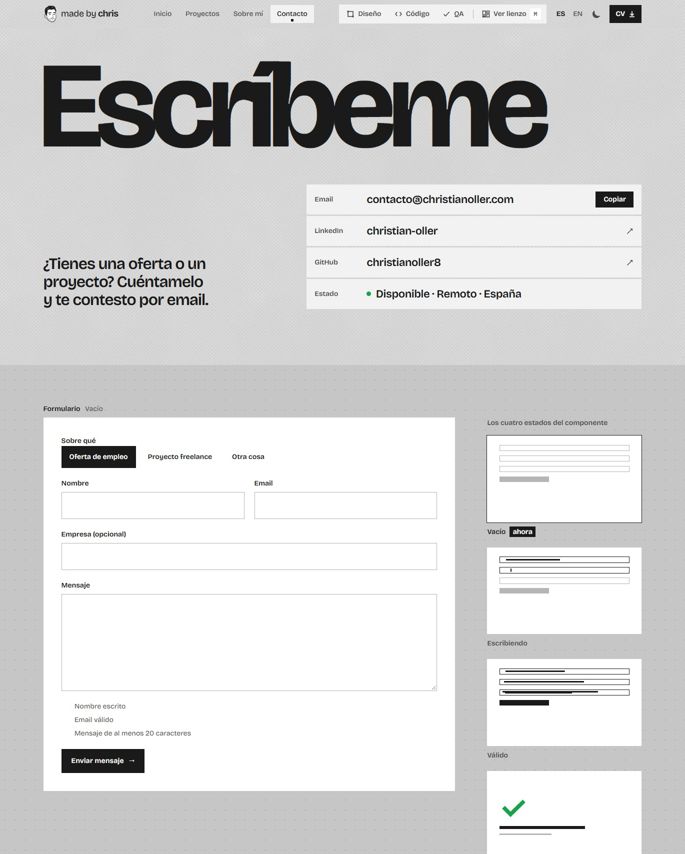 made by chris
Inicio Proyectos Sobre mí Contacto
Diseño Código QA Ver lienzo M
ES EN
CV
Escríbeme
¿Tienes una oferta o un
proyecto? Cuéntamelo
y te contesto por email.
Email contacto@christianoller.com Copiar
LinkedIn christian-oller ↗
GitHub christianoller8 ↗
Estado Disponible · Remoto · España
Formulario Vacío
Sobre qué
Oferta de empleo Proyecto freelance Otra cosa
Nombre Email
Empresa (opcional)
Mensaje
Nombre escrito
Email válido
Mensaje de al menos 20 caracteres
Enviar mensaje →
Los cuatro estados del componente
Vacío ahora
Escribiendo
Válido